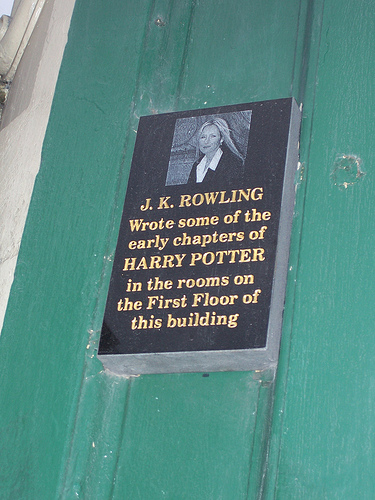 J. K. ROWLING
Wrote some of the
early chapters of
HARRY POTTER
in the rooms on
the First Floor of
this building